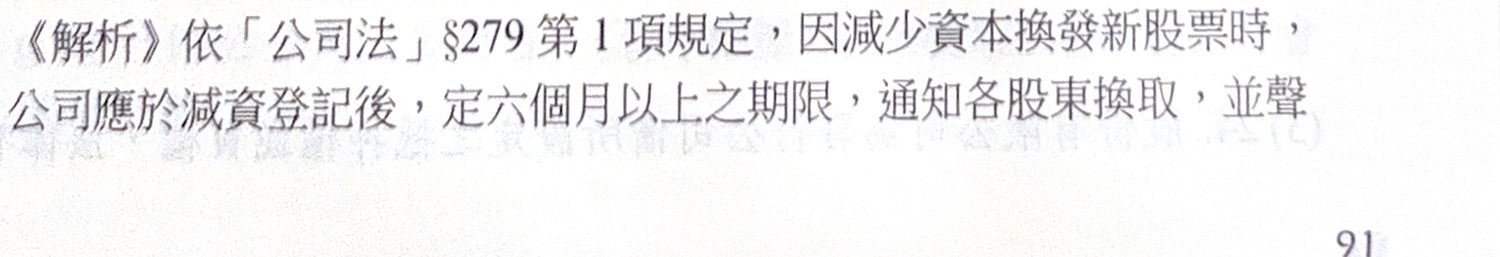 《解析》依「公司法」§279 第 1 項規定，因減少資本換發新股票時，
公司應於減資登記後，定六個月以上之期限，通知各股東換取，並聲
91